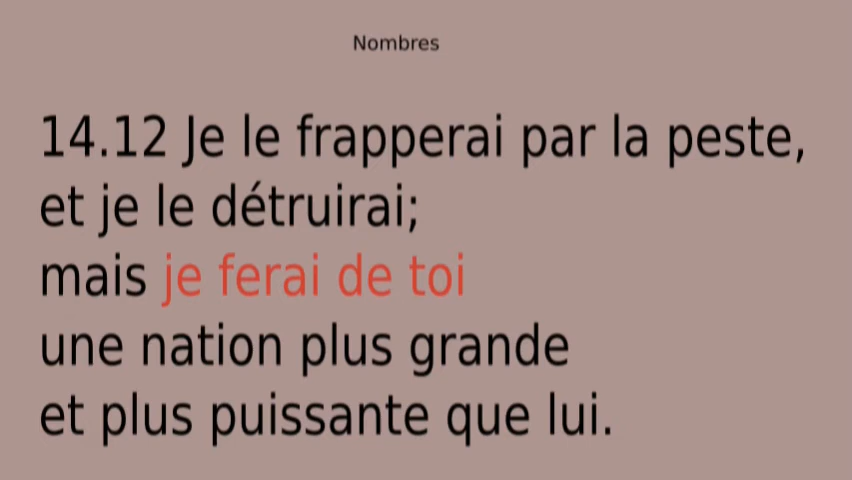 Nombres
14.12 Je le frapperai par la peste,
et je le détruirai;
mais je ferai de toi
une nation plus grande
et plus puissante que lui.